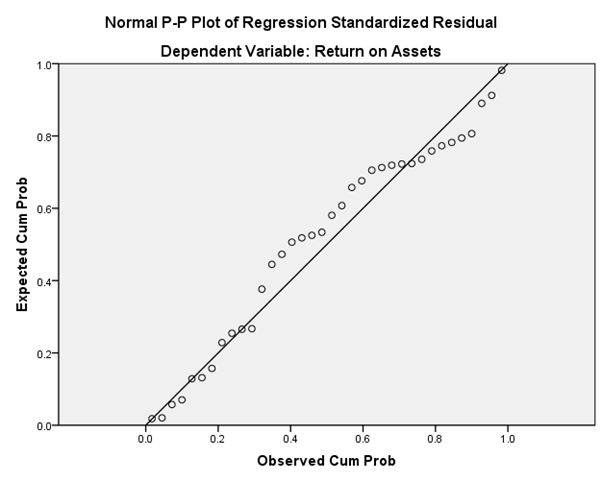 Normal P-P Plot of Regression Standardized Residual
Dependent Variable: Return on Assets
1.0
0.8
0.6
0.4
0.2
0.0
Expected Cum Prob
0.0 0.2 0.4 0.6 0.8 1.0
Observed Cum Prob